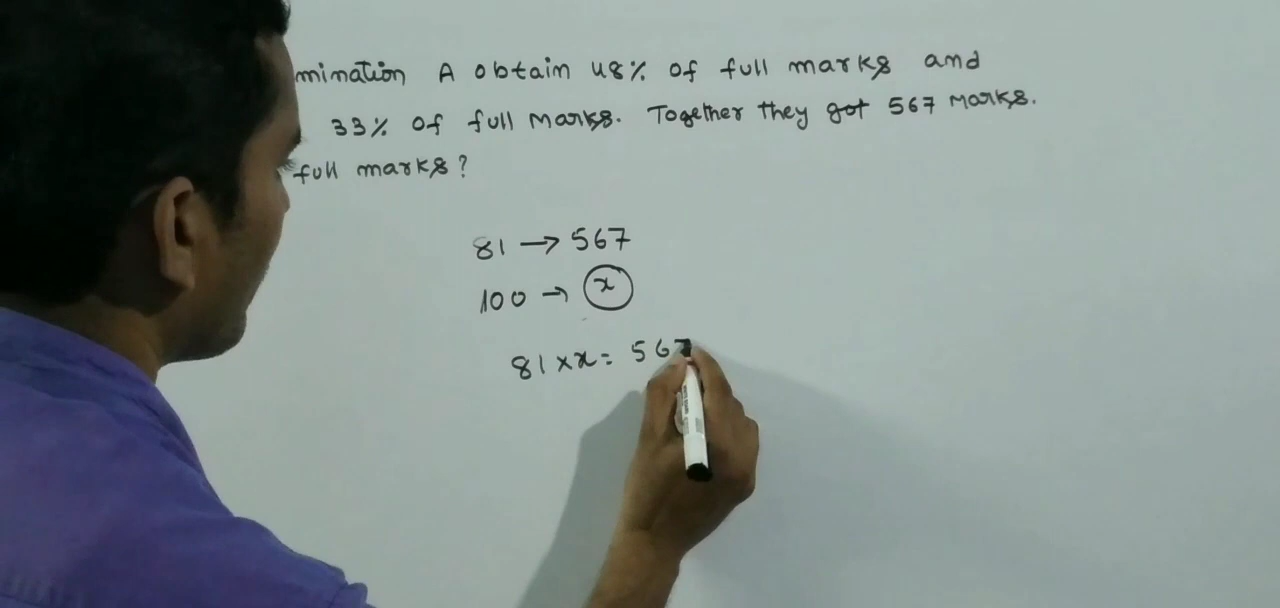 mination A obtain 48% of full marks and
33% of full marks. Together they got 567 marks.
full marks?
81 → 567
100 → x
81 × x = 567